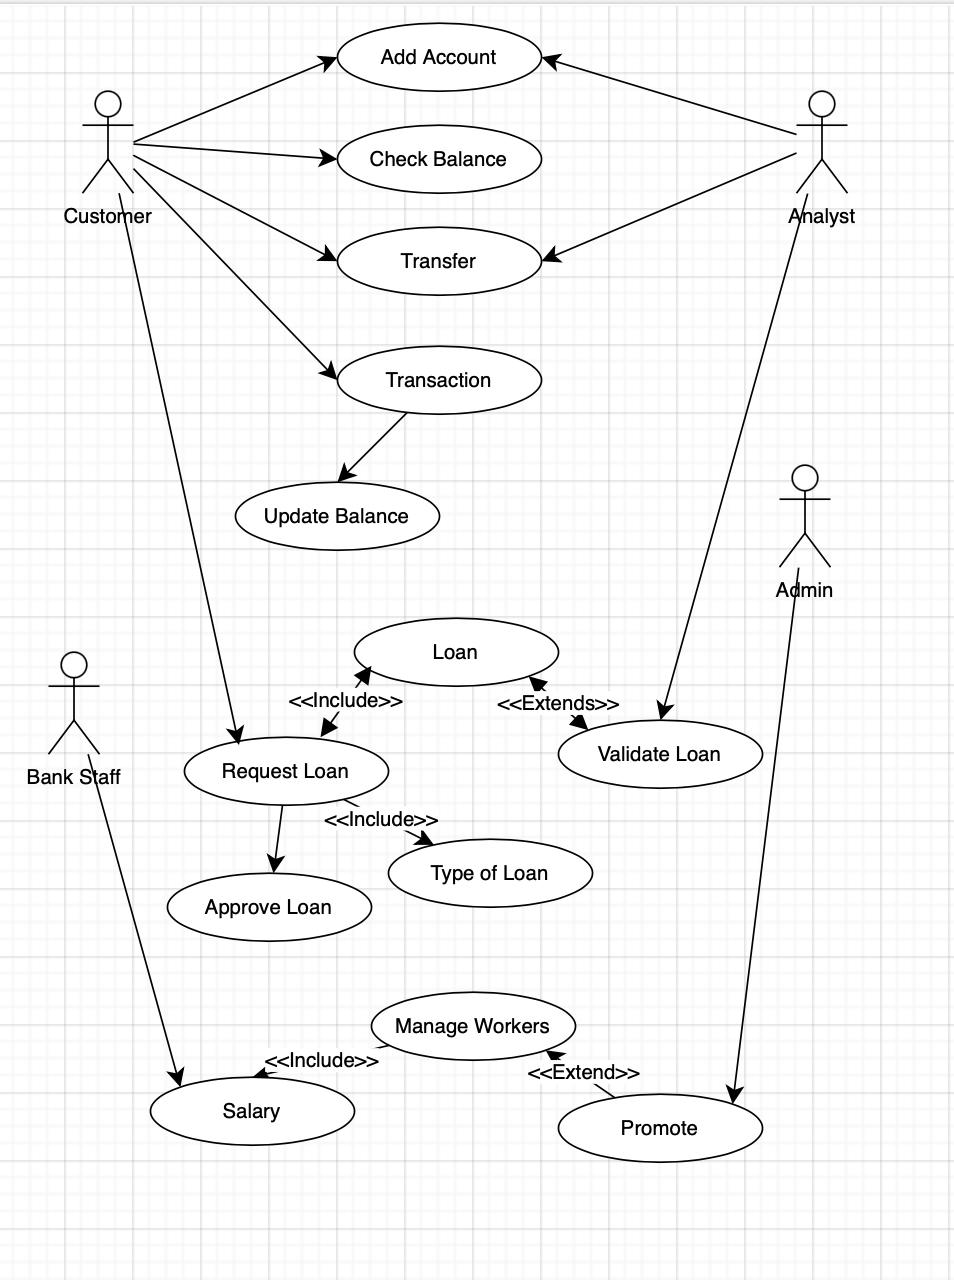 Add Account
Check Balance
Customer
Analyst
Transfer
Transaction
Update Balance
Admin
Loan
<<Include>>
<<Extends>>
Validate Loan
Request Loan
Bank Staff
<<Include>>
Type of Loan
Approve Loan
Manage Workers
<<Include>>
<<Extend>>
Salary
Promote